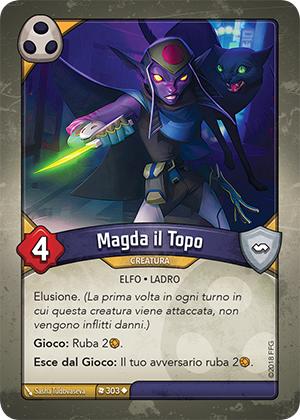 Magda il Topo
4
CREATURA
ELFO • LADRO
Elusione. (La prima volta in ogni turno in
cui questa creatura viene attaccata, non
vengono inflitti danni.)
Gioco: Ruba 2.
Esce dal Gioco: Il tuo avversario ruba 2.
©2018 FFG
Sasha Tudvaseva
303